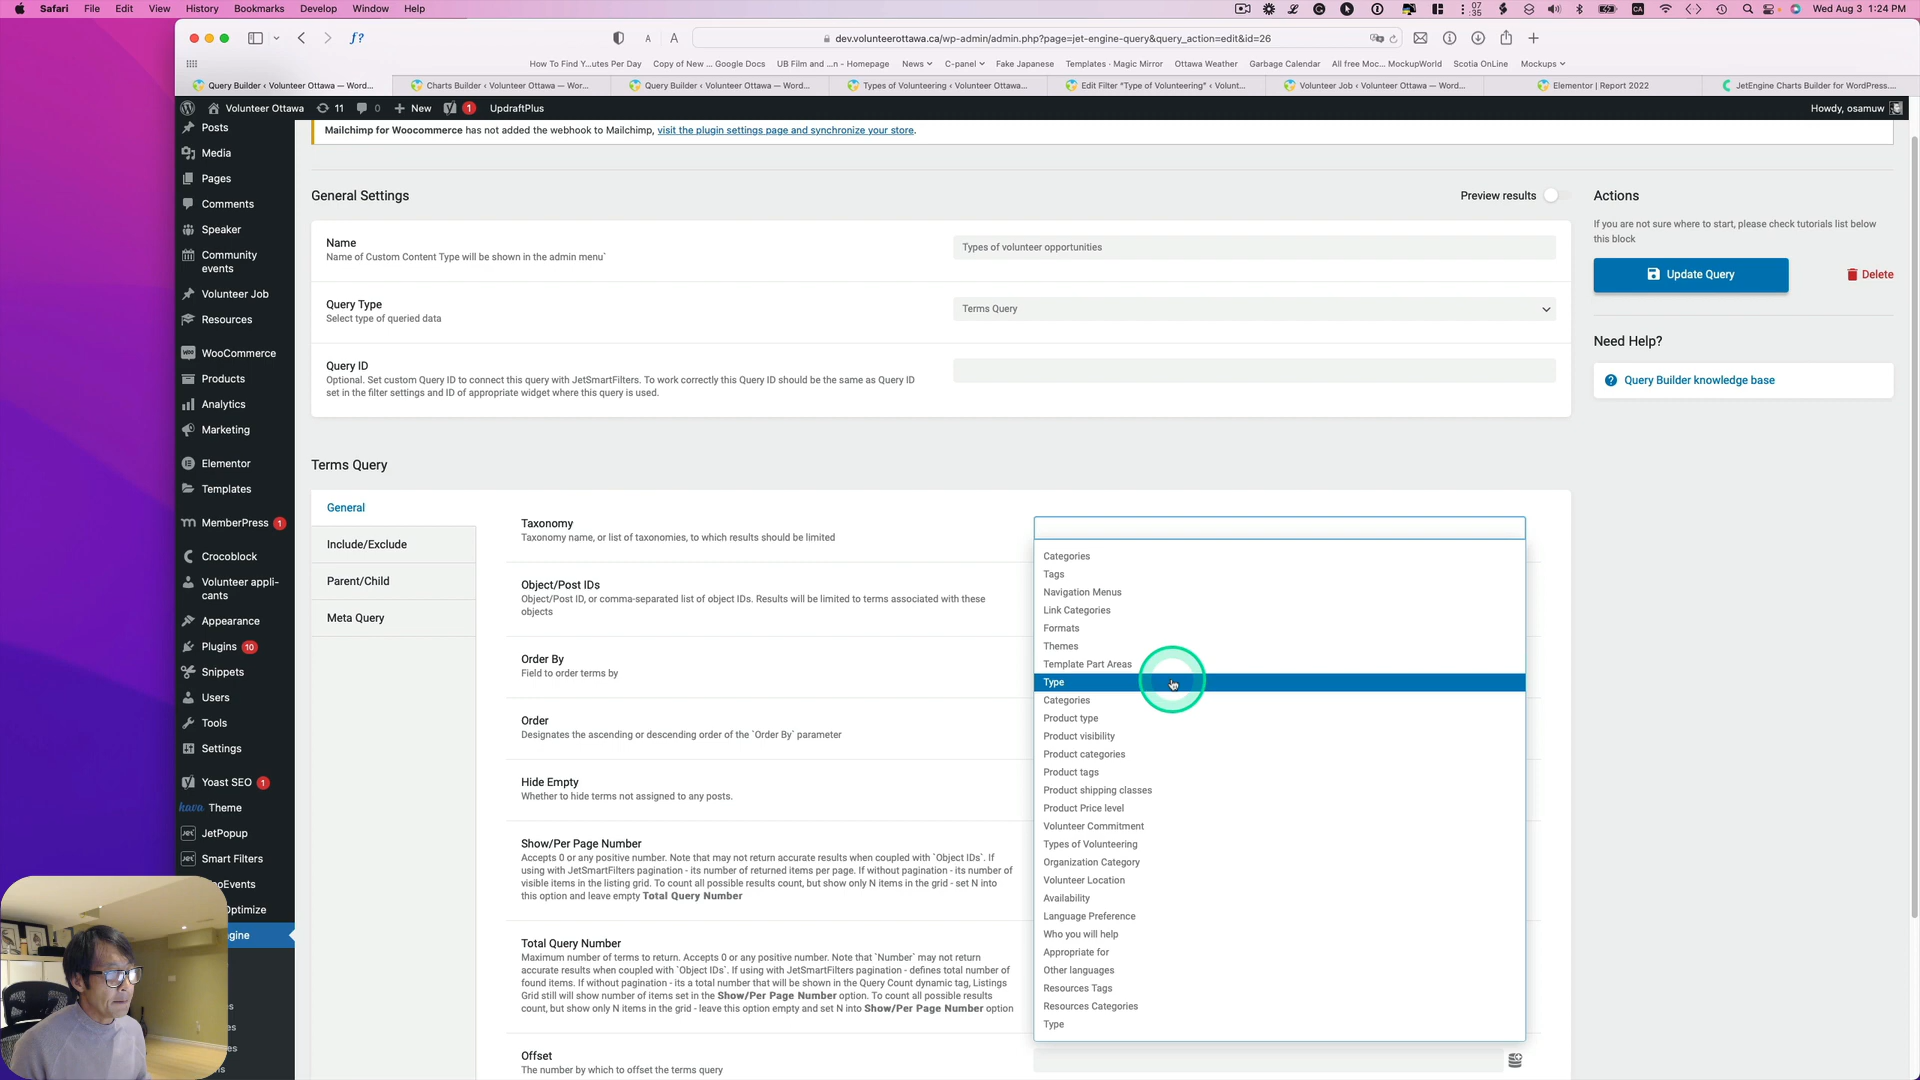 Safari File Edit View History Bookmarks Develop Window Help
07
35
CA
Wed Aug 3 1:24 PM
f?
A A
dev.volunteerottawa.ca/wp-admin/admin.php?page=jet-engine-query&query_action=edit&id=26
How To Find Y...utes Per Day Copy of New ... Google Docs UB Film and ...n - Homepage News C-panel Fake Japanese Templates - Magic Mirror Ottawa Weather Garbage Calendar All free Moc... MockupWorld Scotia OnLine Mockups
Query Builder ‹ Volunteer Ottawa — Word... Charts Builder ‹ Volunteer Ottawa — Wor... Query Builder ‹ Volunteer Ottawa — Word... Types of Volunteering ‹ Volunteer Ottawa... Edit Filter “Type of Volunteering” ‹ Volunt... Volunteer Job ‹ Volunteer Ottawa — Word... Elementor | Report 2022 JetEngine Charts Builder for WordPress....
Volunteer Ottawa 11 0 New 1 UpdraftPlus Howdy, osamuw
Posts
Media
Pages
Comments
Speaker
Community
events
Volunteer Job
Resources
WooCommerce
Products
Analytics
Marketing
Elementor
Templates
MemberPress 1
Crocoblock
Volunteer appli-
cants
Appearance
Plugins 10
Snippets
Users
Tools
Settings
Yoast SEO 1
kava Theme
JetPopup
Smart Filters
ooEvents
Optimize
ngine
Mailchimp for Woocommerce has not added the webhook to Mailchimp, visit the plugin settings page and synchronize your store.
General Settings
Preview results
Name
Name of Custom Content Type will be shown in the admin menu`
Types of volunteer opportunities
Query Type
Select type of queried data
Terms Query
Query ID
Optional. Set custom Query ID to connect this query with JetSmartFilters. To work correctly this Query ID should be the same as Query ID
set in the filter settings and ID of appropriate widget where this query is used.
Actions
If you are not sure where to start, please check tutorials list below
this block
Update Query
Delete
Need Help?
Query Builder knowledge base
Terms Query
General
Include/Exclude
Parent/Child
Meta Query
Taxonomy
Taxonomy name, or list of taxonomies, to which results should be limited
Object/Post IDs
Object/Post ID, or comma-separated list of object IDs. Results will be limited to terms associated with these
objects
Order By
Field to order terms by
Order
Designates the ascending or descending order of the `Order By` parameter
Hide Empty
Whether to hide terms not assigned to any posts.
Show/Per Page Number
Accepts 0 or any positive number. Note that may not return accurate results when coupled with `Object IDs`. If
using with JetSmartFilters pagination - its number of returned items per page. If without pagination - its number of
visible items in the listing grid. To count all possible results count, but show only N items in the grid - set N into
this option and leave empty Total Query Number
Total Query Number
Maximum number of terms to return. Accepts 0 or any positive number. Note that `Number` may not return
accurate results when coupled with `Object IDs`. If using with JetSmartFilters pagination - defines total number of
found items. If without pagination - its a total number that will be shown in the Query Count dynamic tag, Listings
Grid still will show number of items set in the Show/Per Page Number option. To count all possible results
count, but show only N items in the grid - leave this option empty and set N into Show/Per Page Number option
Offset
The number by which to offset the terms query
Categories
Tags
Navigation Menus
Link Categories
Formats
Themes
Template Part Areas
Type
Categories
Product type
Product visibility
Product categories
Product tags
Product shipping classes
Product Price level
Volunteer Commitment
Types of Volunteering
Organization Category
Volunteer Location
Availability
Language Preference
Who you will help
Appropriate for
Other languages
Resources Tags
Resources Categories
Type